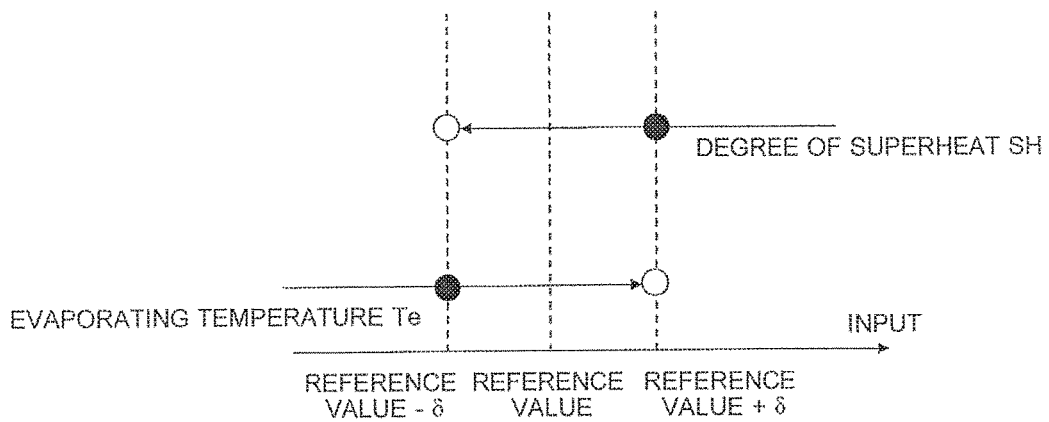 DEGREE OF SUPERHEAT SH
EVAPORATING TEMPERATURE Te
INPUT
REFERENCE VALUE - δ
REFERENCE VALUE
REFERENCE VALUE + δ